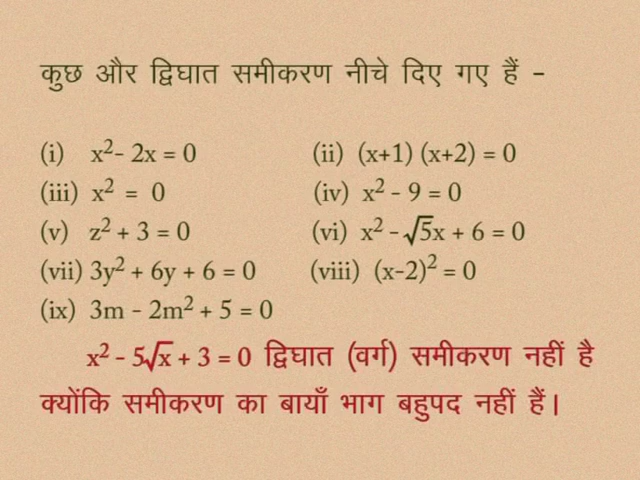 कुछ और द्विघात समीकरण नीचे दिए गए हैं -
(i) x²- 2x = 0 (ii) (x+1) (x+2) = 0
(iii) x² = 0 (iv) x² - 9 = 0
(v) z² + 3 = 0 (vi) x² - √5x + 6 = 0
(vii) 3y² + 6y + 6 = 0 (viii) (x-2)² = 0
(ix) 3m - 2m² + 5 = 0
x² - 5√x + 3 = 0 द्विघात (वर्ग) समीकरण नहीं है
क्योंकि समीकरण का बायाँ भाग बहुपद नहीं हैं।